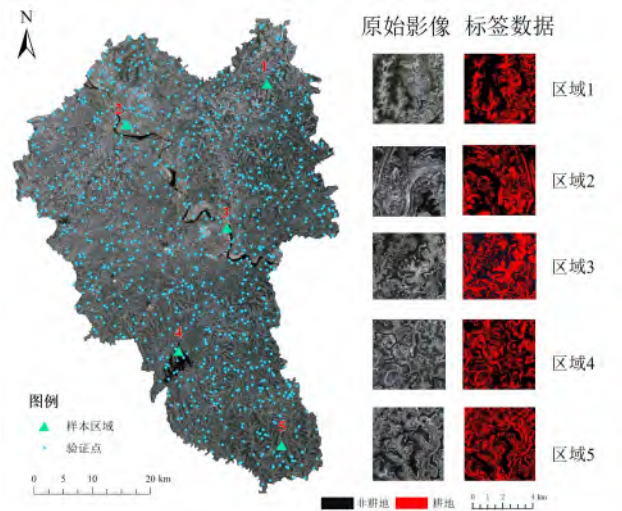 N
原始影像 标签数据
1
区域1
2
区域2
3
区域3
4
区域4
图例
样本区域
验证点
5
区域5
0 5 10 20 km
非耕地 耕地 0 1 2 4 km